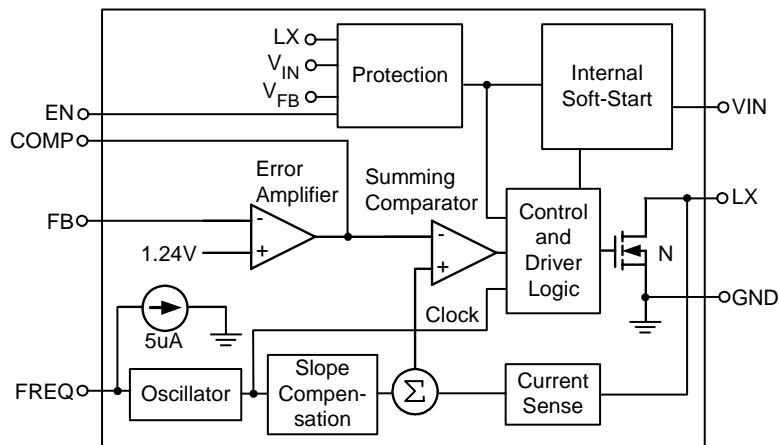 LX
VIN
VFB
Protection
Internal
Soft-Start
EN
VIN
COMP
Error
Amplifier
Summing
Comparator
LX
FB
-
+
1.24V
-
+
Control
and
Driver
Logic
N
GND
5uA
Clock
FREQ
Oscillator
Slope
Compen-
sation
Σ
Current
Sense